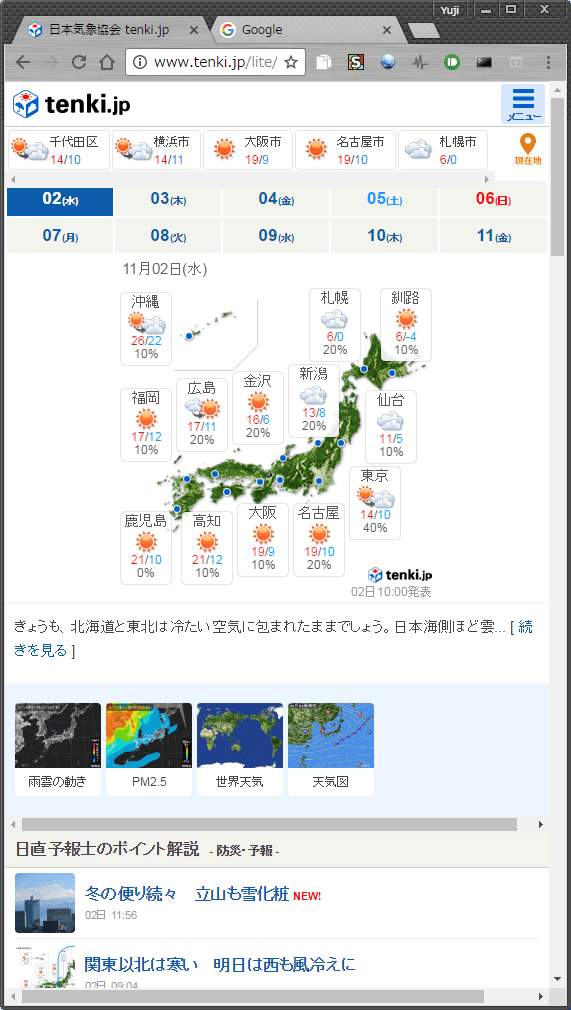 Yuji
日本気象協会 tenki.jp
Google
www.tenki.jp/lite/
tenki.jp
メニュー
千代田区
14/10
横浜市
14/11
大阪市
19/9
名古屋市
19/10
札幌市
6/0
現在地
02(水) 03(木) 04(金) 05(土) 06(日)
07(月) 08(火) 09(水) 10(木) 11(金)
11月02日(水)
沖縄
26/22
10%
札幌
6/0
20%
釧路
6/-4
10%
福岡
17/12
10%
広島
17/11
20%
金沢
16/6
20%
新潟
13/8
20%
仙台
11/5
10%
東京
14/10
40%
鹿児島
21/10
0%
高知
21/12
10%
大阪
19/9
10%
名古屋
19/10
20%
tenki.jp
02日10:00発表
きょうも、北海道と東北は冷たい空気に包まれたままでしょう。日本海側ほど雲... [ 続
きを見る ]
雨雲の動き
PM2.5
世界天気
天気図
日直予報士のポイント解説 - 防災・予報 -
冬の便り続々 立山も雪化粧 NEW!
02日 11:56
関東以北は寒い 明日は西も風冷えに
02日 09:04